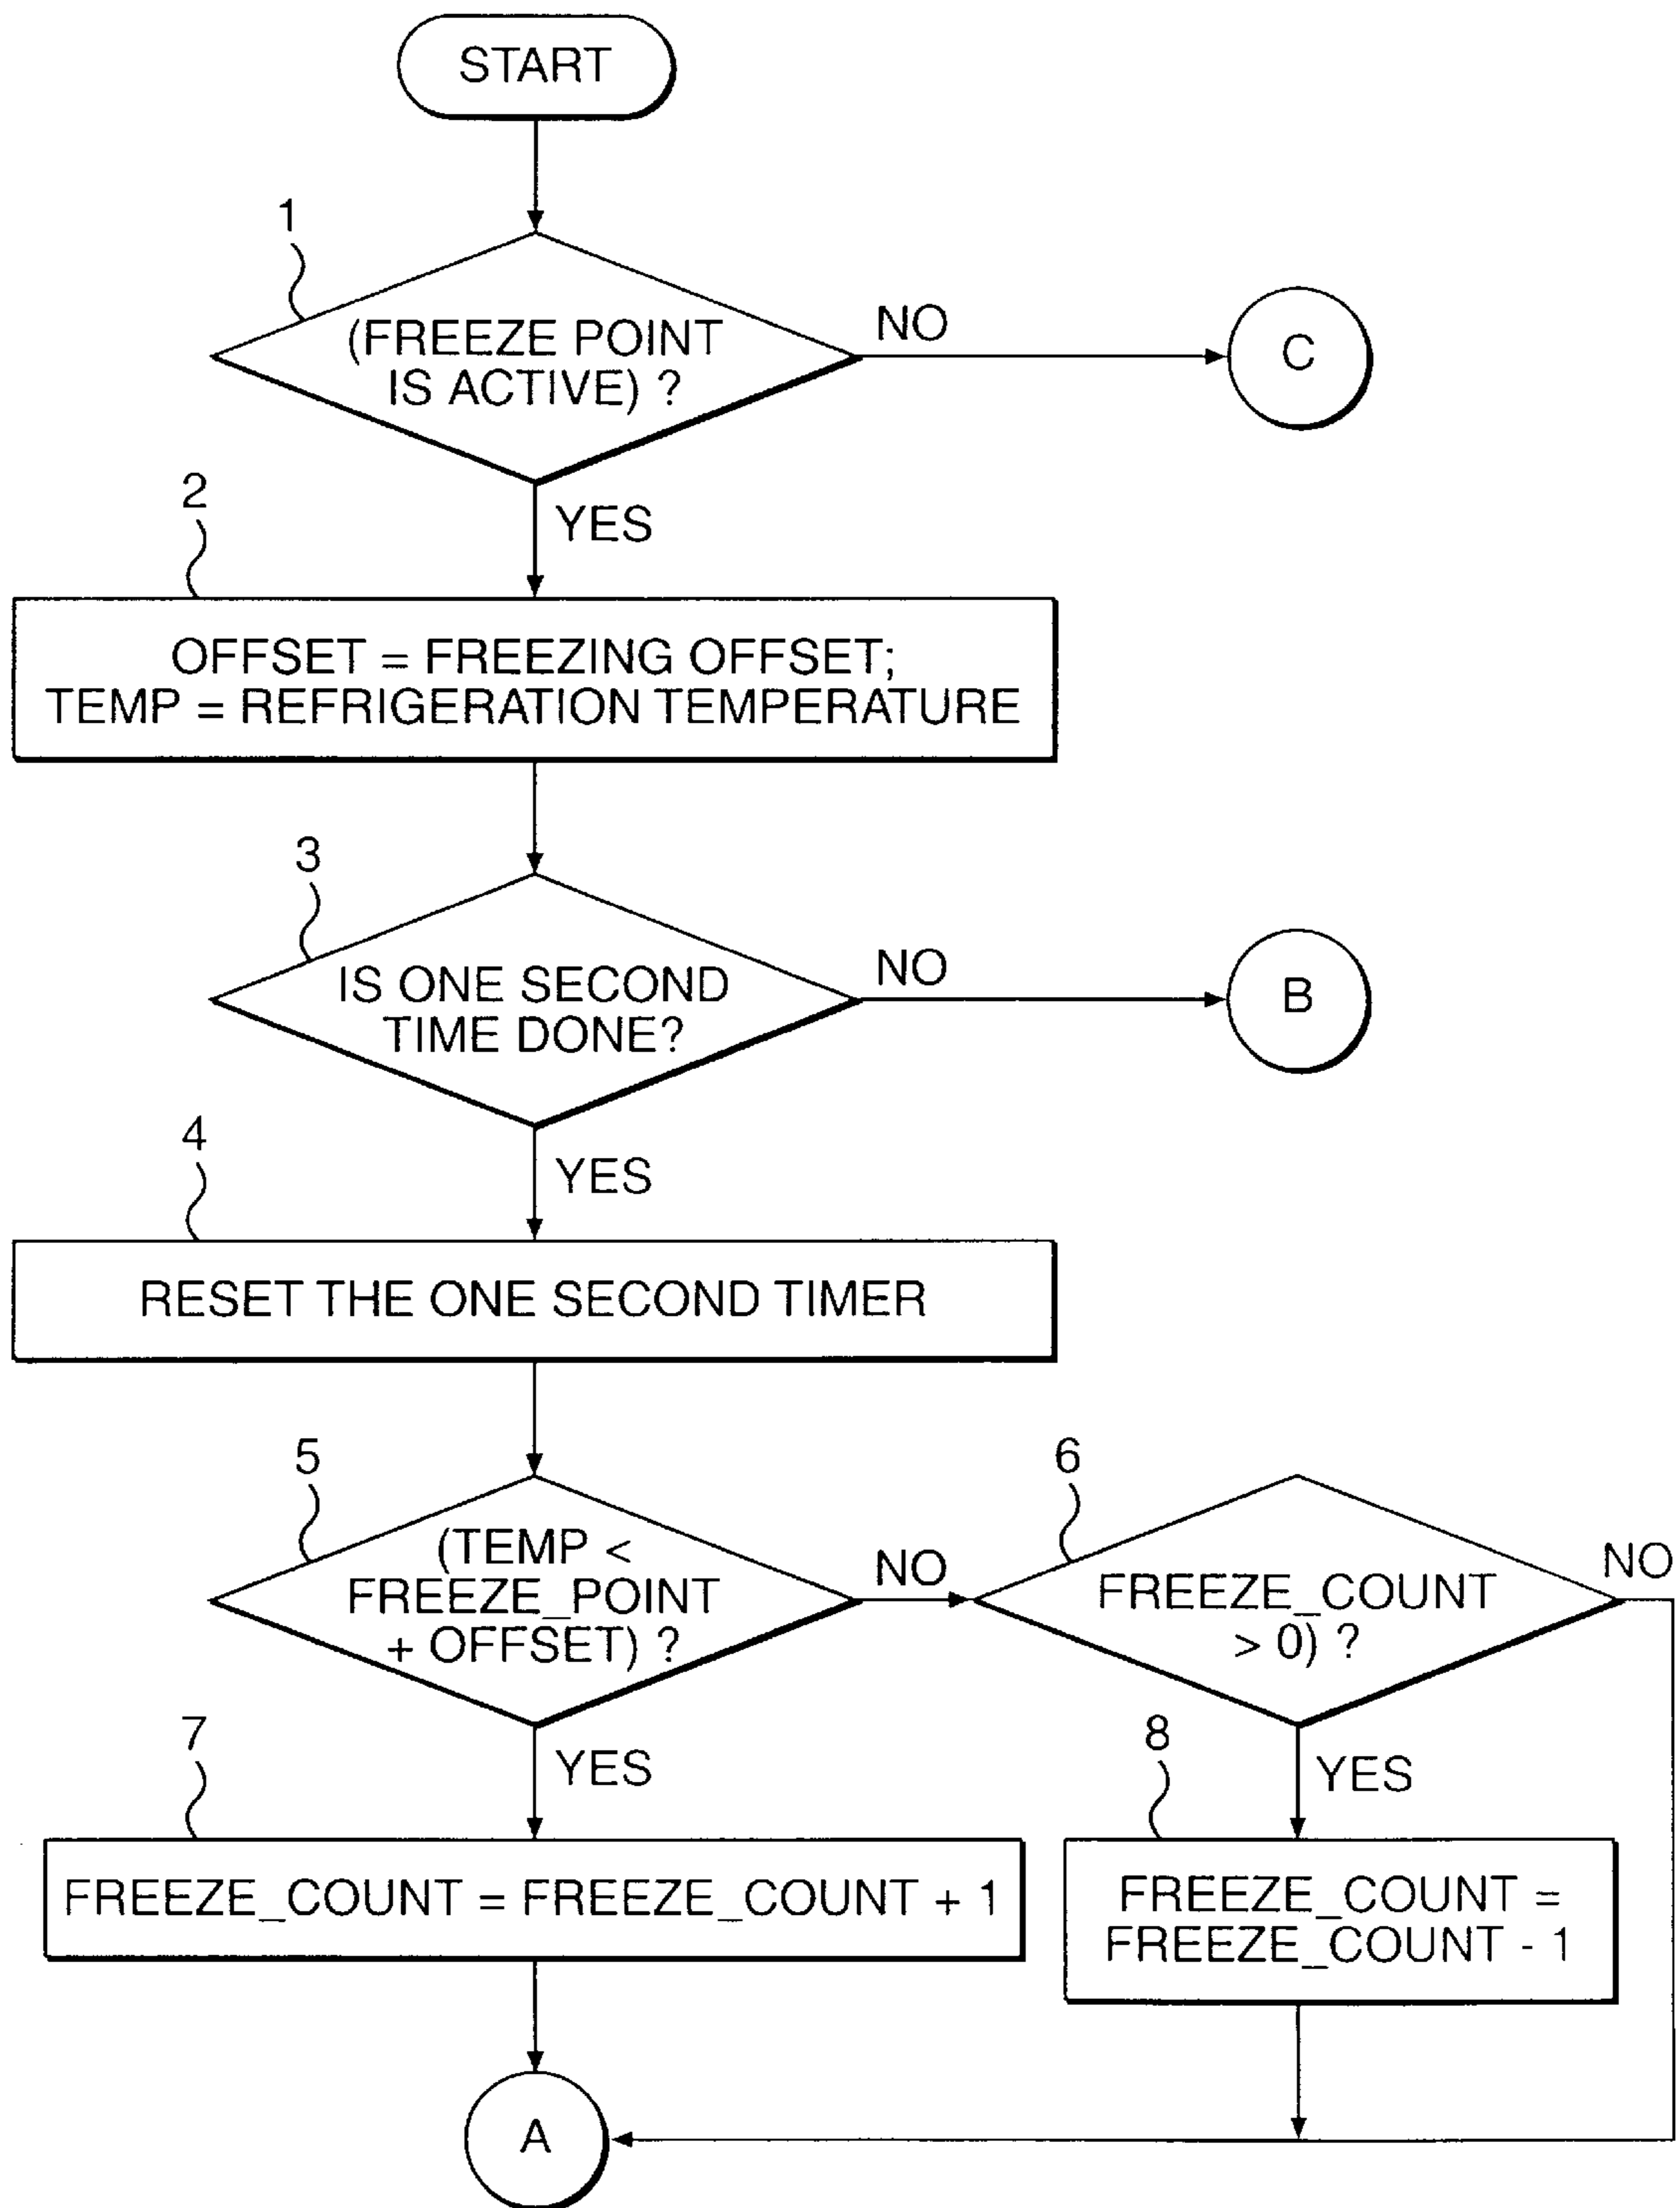 START
1
(FREEZE POINT
IS ACTIVE) ?
NO
C
YES
2
OFFSET = FREEZING OFFSET;
TEMP = REFRIGERATION TEMPERATURE
3
IS ONE SECOND
TIME DONE?
NO
B
YES
4
RESET THE ONE SECOND TIMER
5
(TEMP <
FREEZE_POINT
+ OFFSET) ?
NO
6
FREEZE_COUNT
> 0) ?
NO
YES
7
FREEZE_COUNT = FREEZE_COUNT + 1
YES
8
FREEZE_COUNT =
FREEZE_COUNT - 1
A